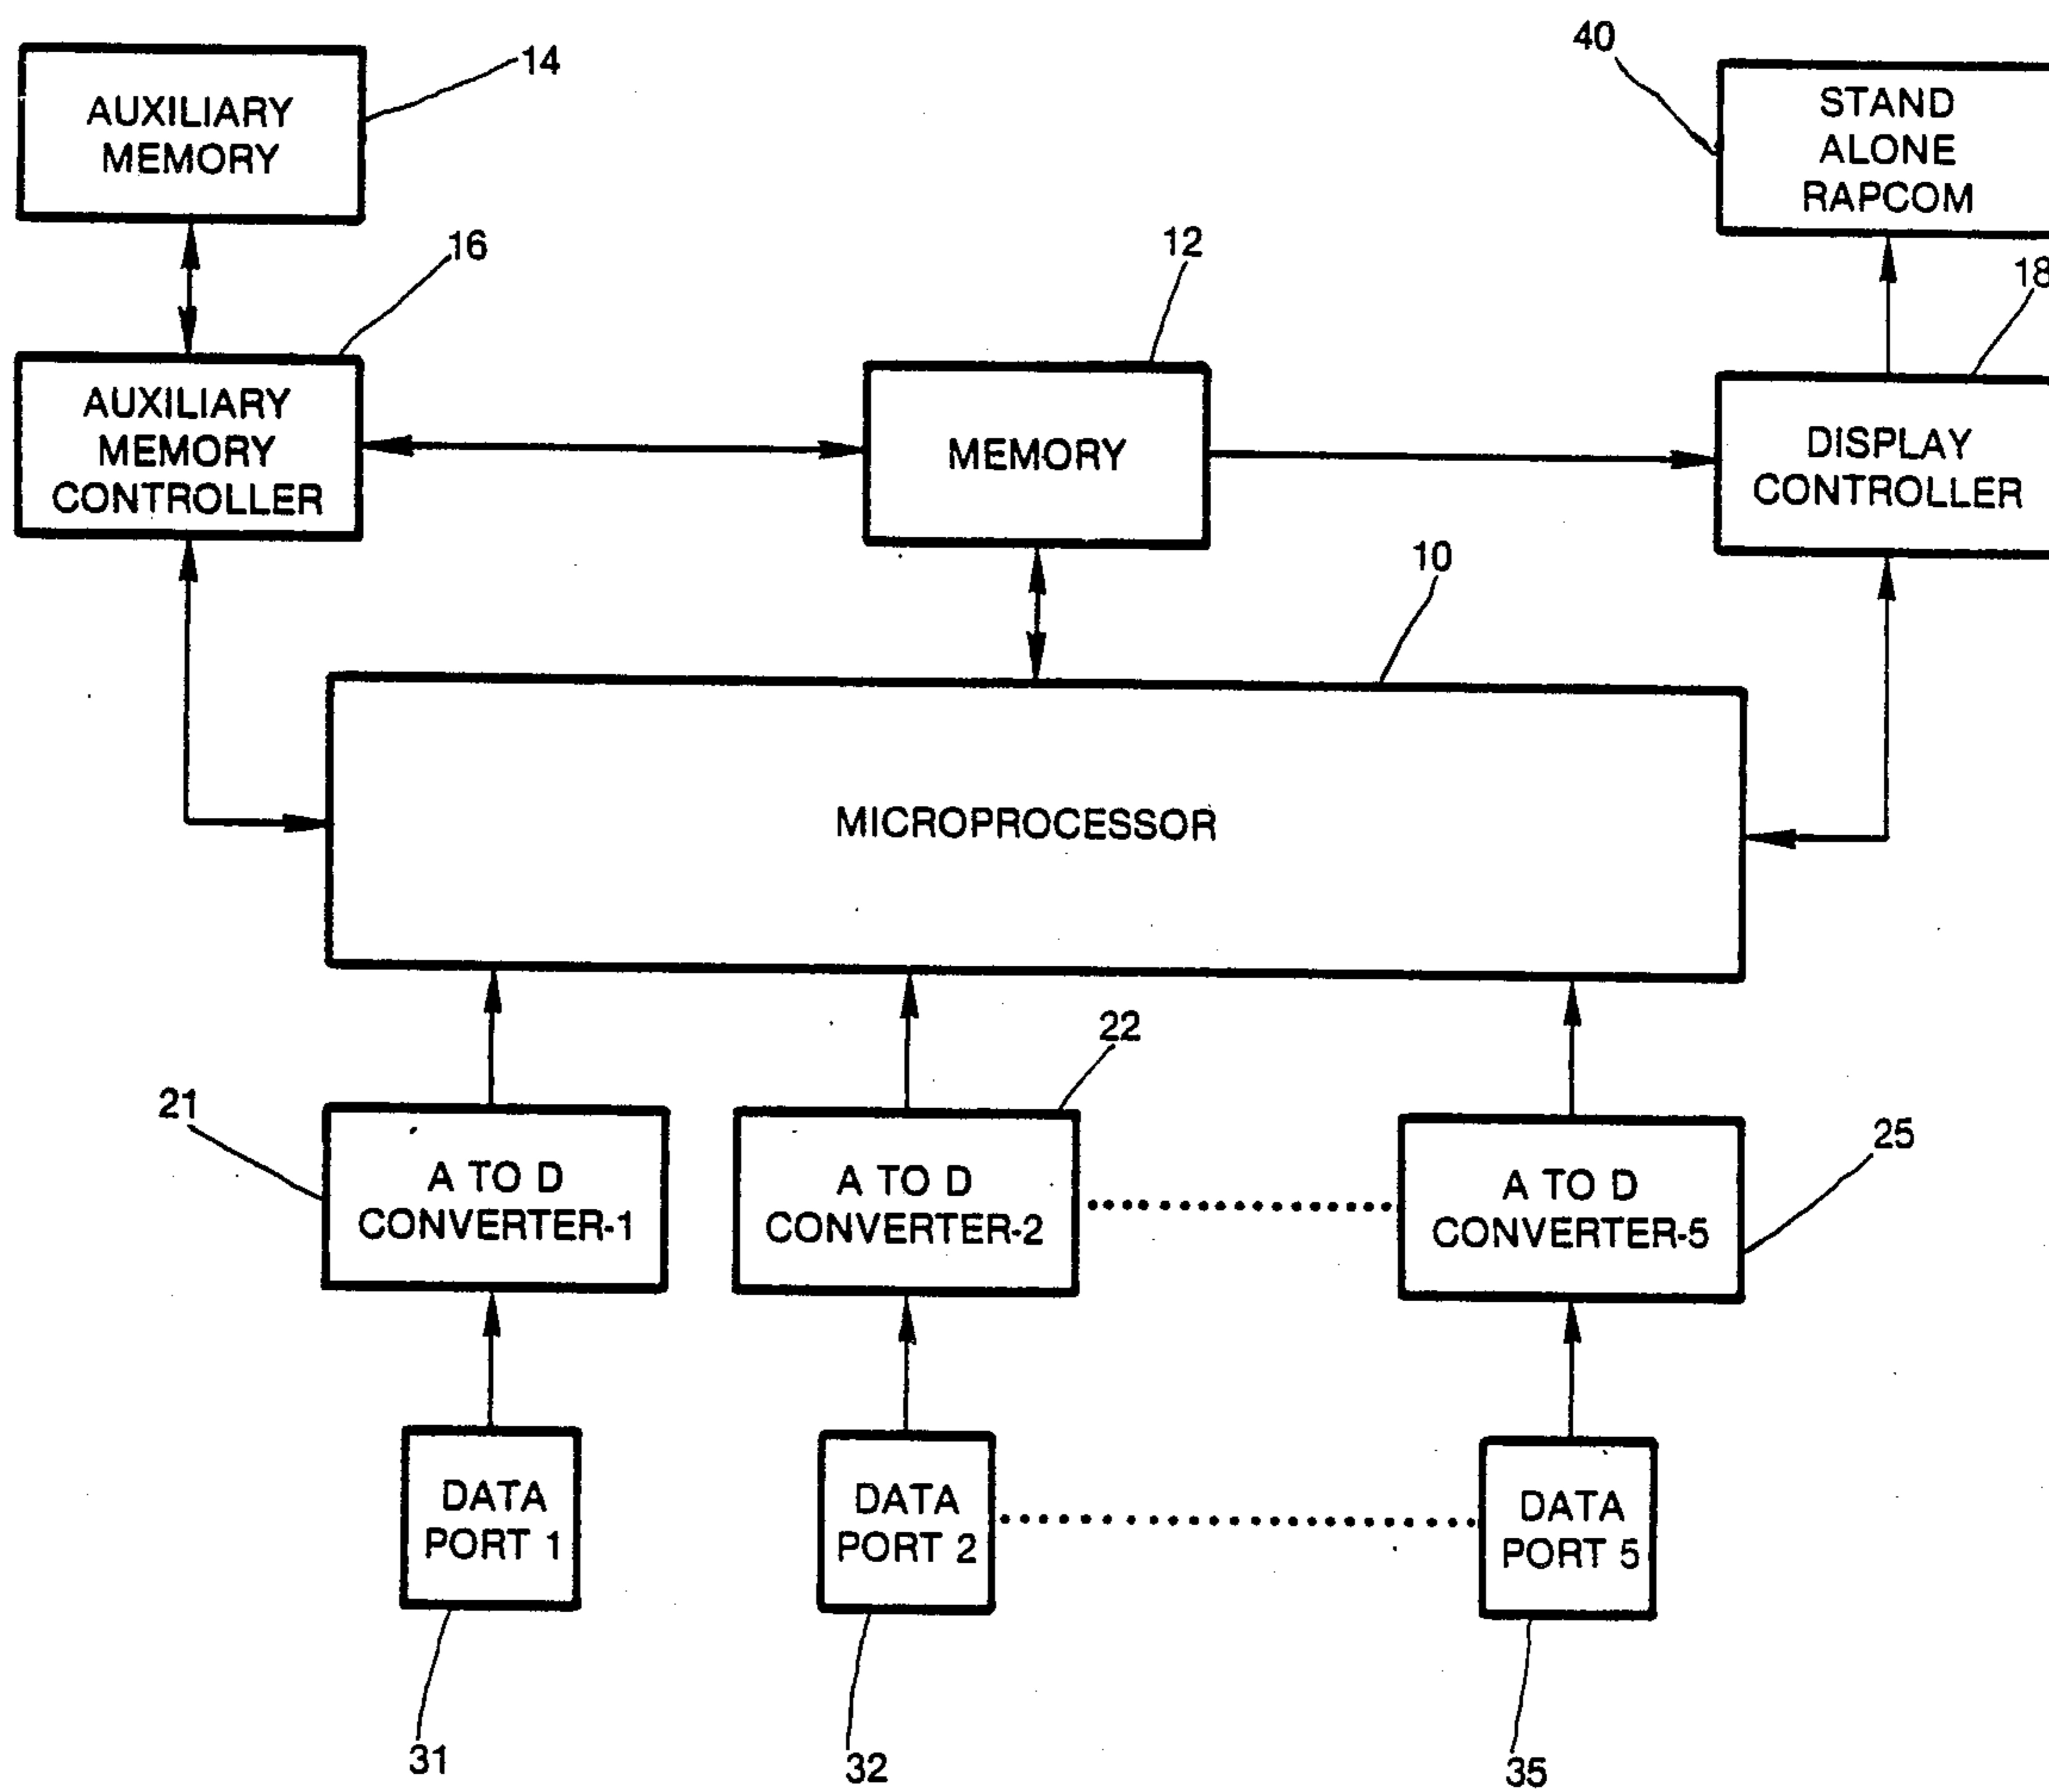 14
40
AUXILIARY
MEMORY
STAND
ALONE
RAPCOM
16
12
18
AUXILIARY
MEMORY
CONTROLLER
MEMORY
DISPLAY
CONTROLLER
10
MICROPROCESSOR
21
22
25
A TO D
CONVERTER-1
A TO D
CONVERTER-2
A TO D
CONVERTER-5
DATA
PORT 1
DATA
PORT 2
DATA
PORT 5
31
32
35